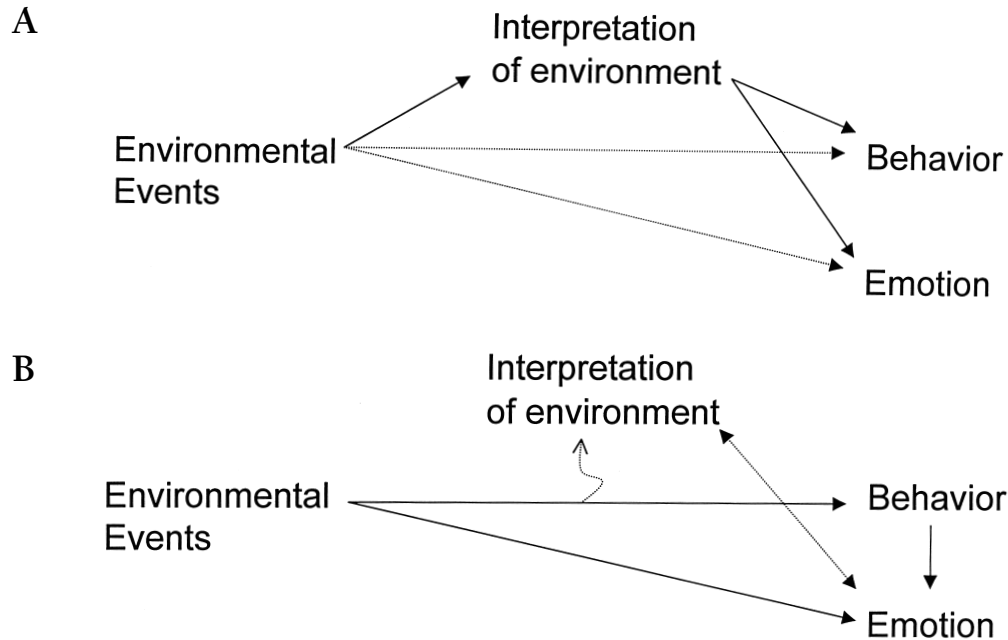 A
Interpretation
of environment
Environmental
Events
Behavior
Emotion
B
Interpretation
of environment
Environmental
Events
Behavior
Emotion